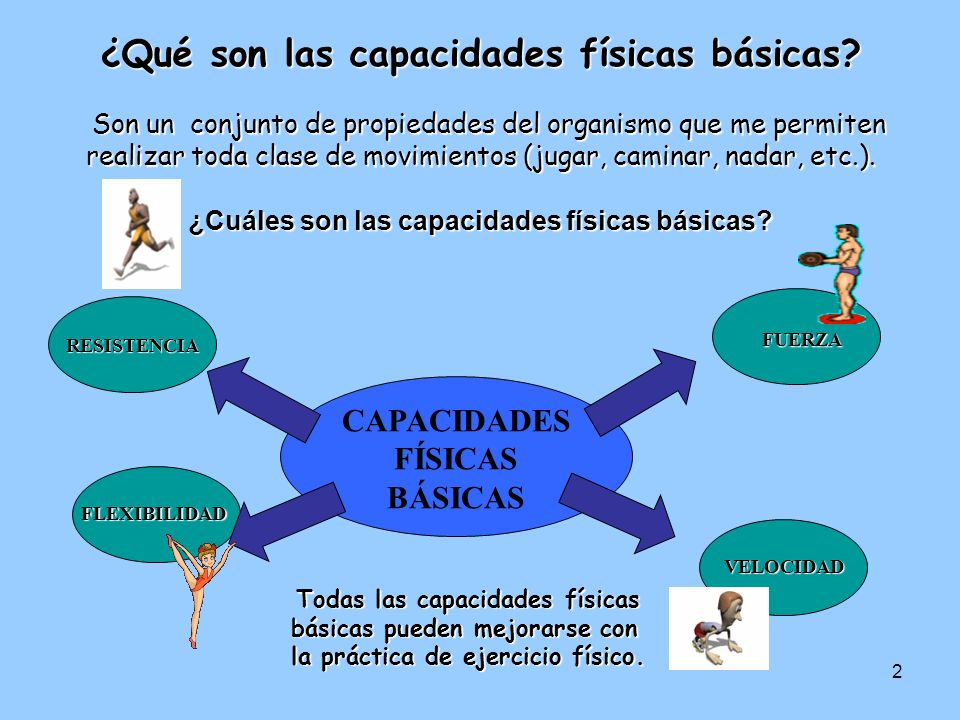 ¿Qué son las capacidades físicas básicas?
Son un conjunto de propiedades del organismo que me permiten
realizar toda clase de movimientos (jugar, caminar, nadar, etc.).
¿Cuáles son las capacidades físicas básicas?
RESISTENCIA
FUERZA
CAPACIDADES
FÍSICAS
BÁSICAS
FLEXIBILIDAD
VELOCIDAD
Todas las capacidades físicas
básicas pueden mejorarse con
la práctica de ejercicio físico.
2